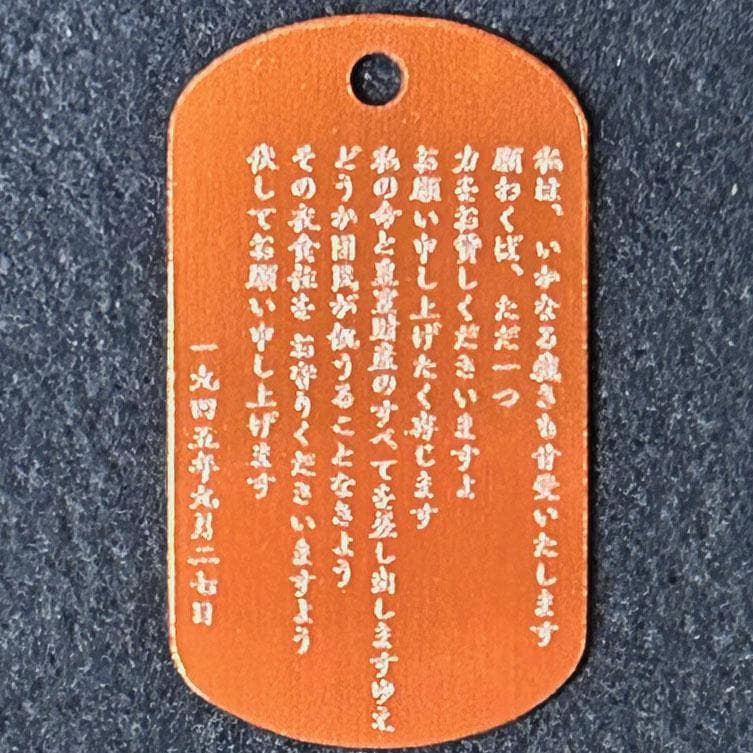 私は、いかなる裁きも甘受いたします
願わくば、ただ一つ
力をお貸しくださいますよ
お願い申し上げたく存じます
私の命と皇室財産のすべてを差し出しますゆえ
どうか国民が飢うることなきよう
その衣食住を お守りくださいますよう
伏してお願い申し上げます
一九四五年九月二七日